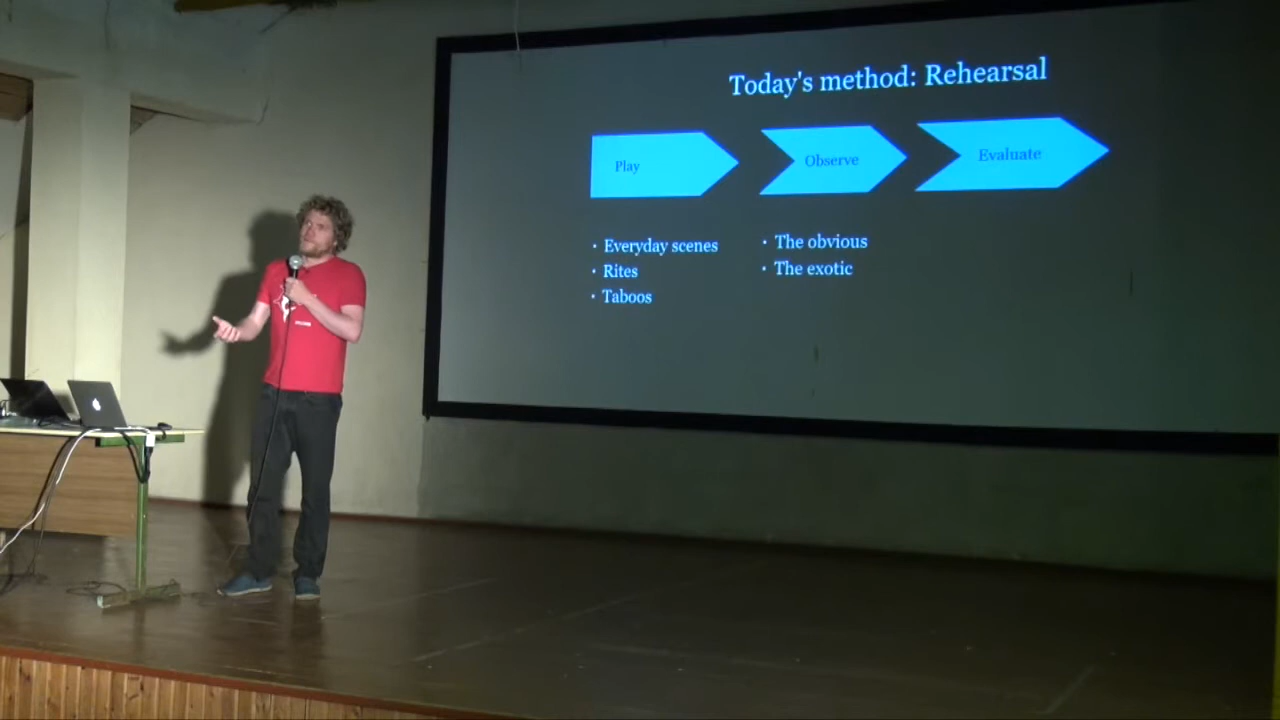 Today's method: Rehearsal
Play
Observe
Evaluate
· Everyday scenes
· Rites
· Taboos
· The obvious
· The exotic